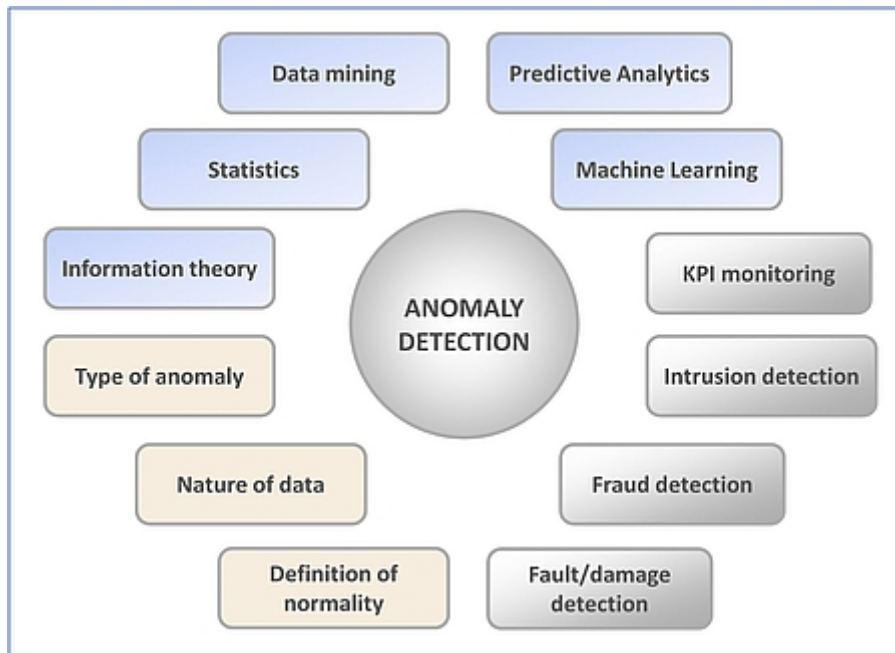 Data mining
Predictive Analytics
Statistics
Machine Learning
Information theory
KPI monitoring
ANOMALY
DETECTION
Type of anomaly
Intrusion detection
Nature of data
Fraud detection
Definition of
normality
Fault/damage
detection